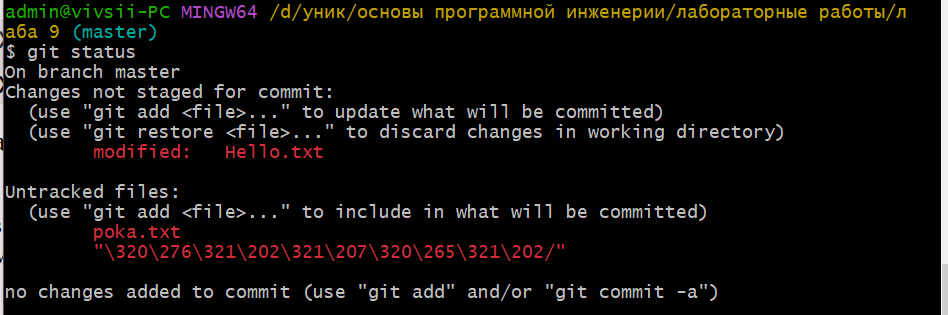 admin@vivsii-PC MINGW64 /d/уник/основы программной инженерии/лабораторные работы/л
аба 9 (master)
$ git status
On branch master
Changes not staged for commit:
  (use "git add <file>..." to update what will be committed)
  (use "git restore <file>..." to discard changes in working directory)
        modified:   Hello.txt

Untracked files:
  (use "git add <file>..." to include in what will be committed)
        poka.txt
        "\320\276\321\202\321\207\320\265\321\202/"

no changes added to commit (use "git add" and/or "git commit -a")